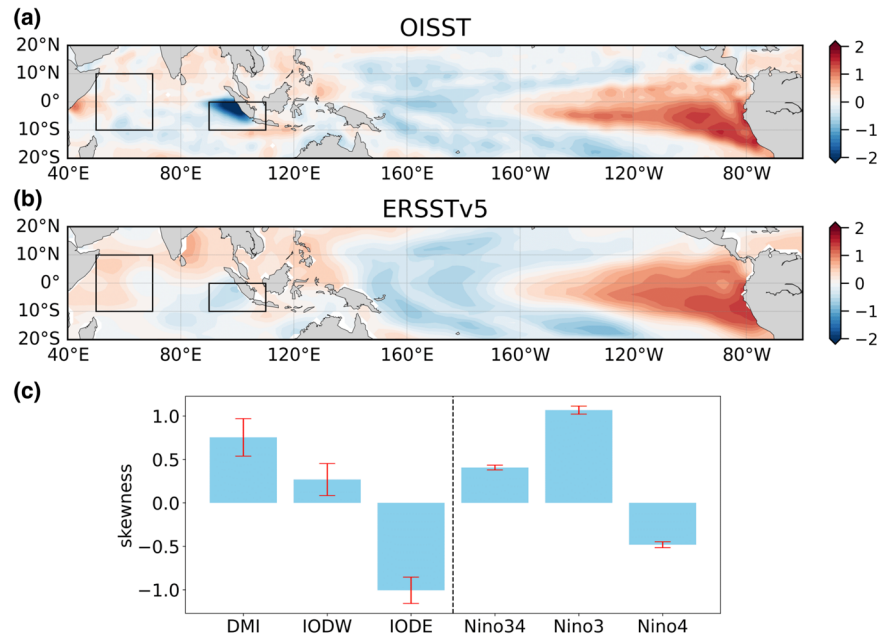 (a)
OISST
20°N
10°N
0°
10°S
20°S
40°E 80°E 120°E 160°E 160°W 120°W 80°W
2
1
0
−1
−2
(b)
ERSSTv5
20°N
10°N
0°
10°S
20°S
40°E 80°E 120°E 160°E 160°W 120°W 80°W
2
1
0
−1
−2
(c)
skewness
1.0
0.5
0.0
−0.5
−1.0
DMI IODW IODE Nino34 Nino3 Nino4